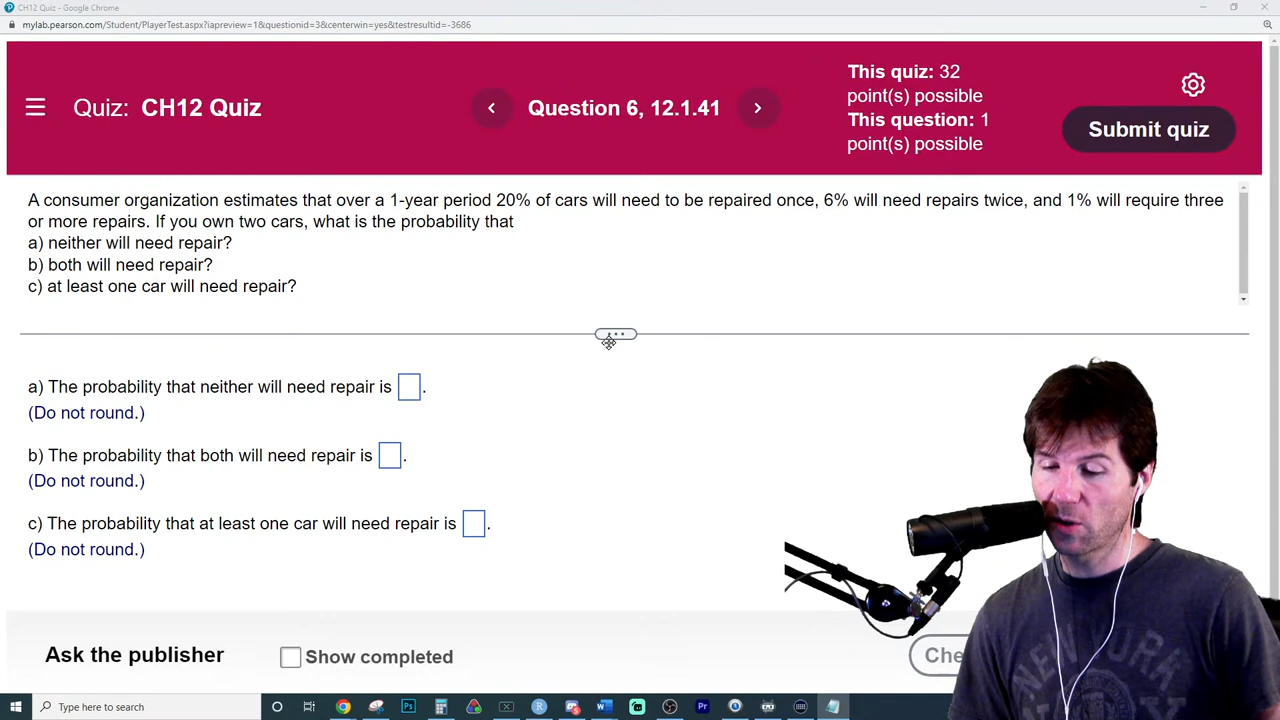 CH12 Quiz - Google Chrome
mylab.pearson.com/Student/PlayerTest.aspx?iapreview=1&questionid=3&centerwin=yes&testresultid=-3686
Quiz: CH12 Quiz
Question 6, 12.1.41
This quiz: 32
point(s) possible
This question: 1
point(s) possible
Submit quiz
A consumer organization estimates that over a 1-year period 20% of cars will need to be repaired once, 6% will need repairs twice, and 1% will require three
or more repairs. If you own two cars, what is the probability that
a) neither will need repair?
b) both will need repair?
c) at least one car will need repair?
a) The probability that neither will need repair is .
(Do not round.)
b) The probability that both will need repair is .
(Do not round.)
c) The probability that at least one car will need repair is .
(Do not round.)
Ask the publisher
Show completed
Che
Type here to search